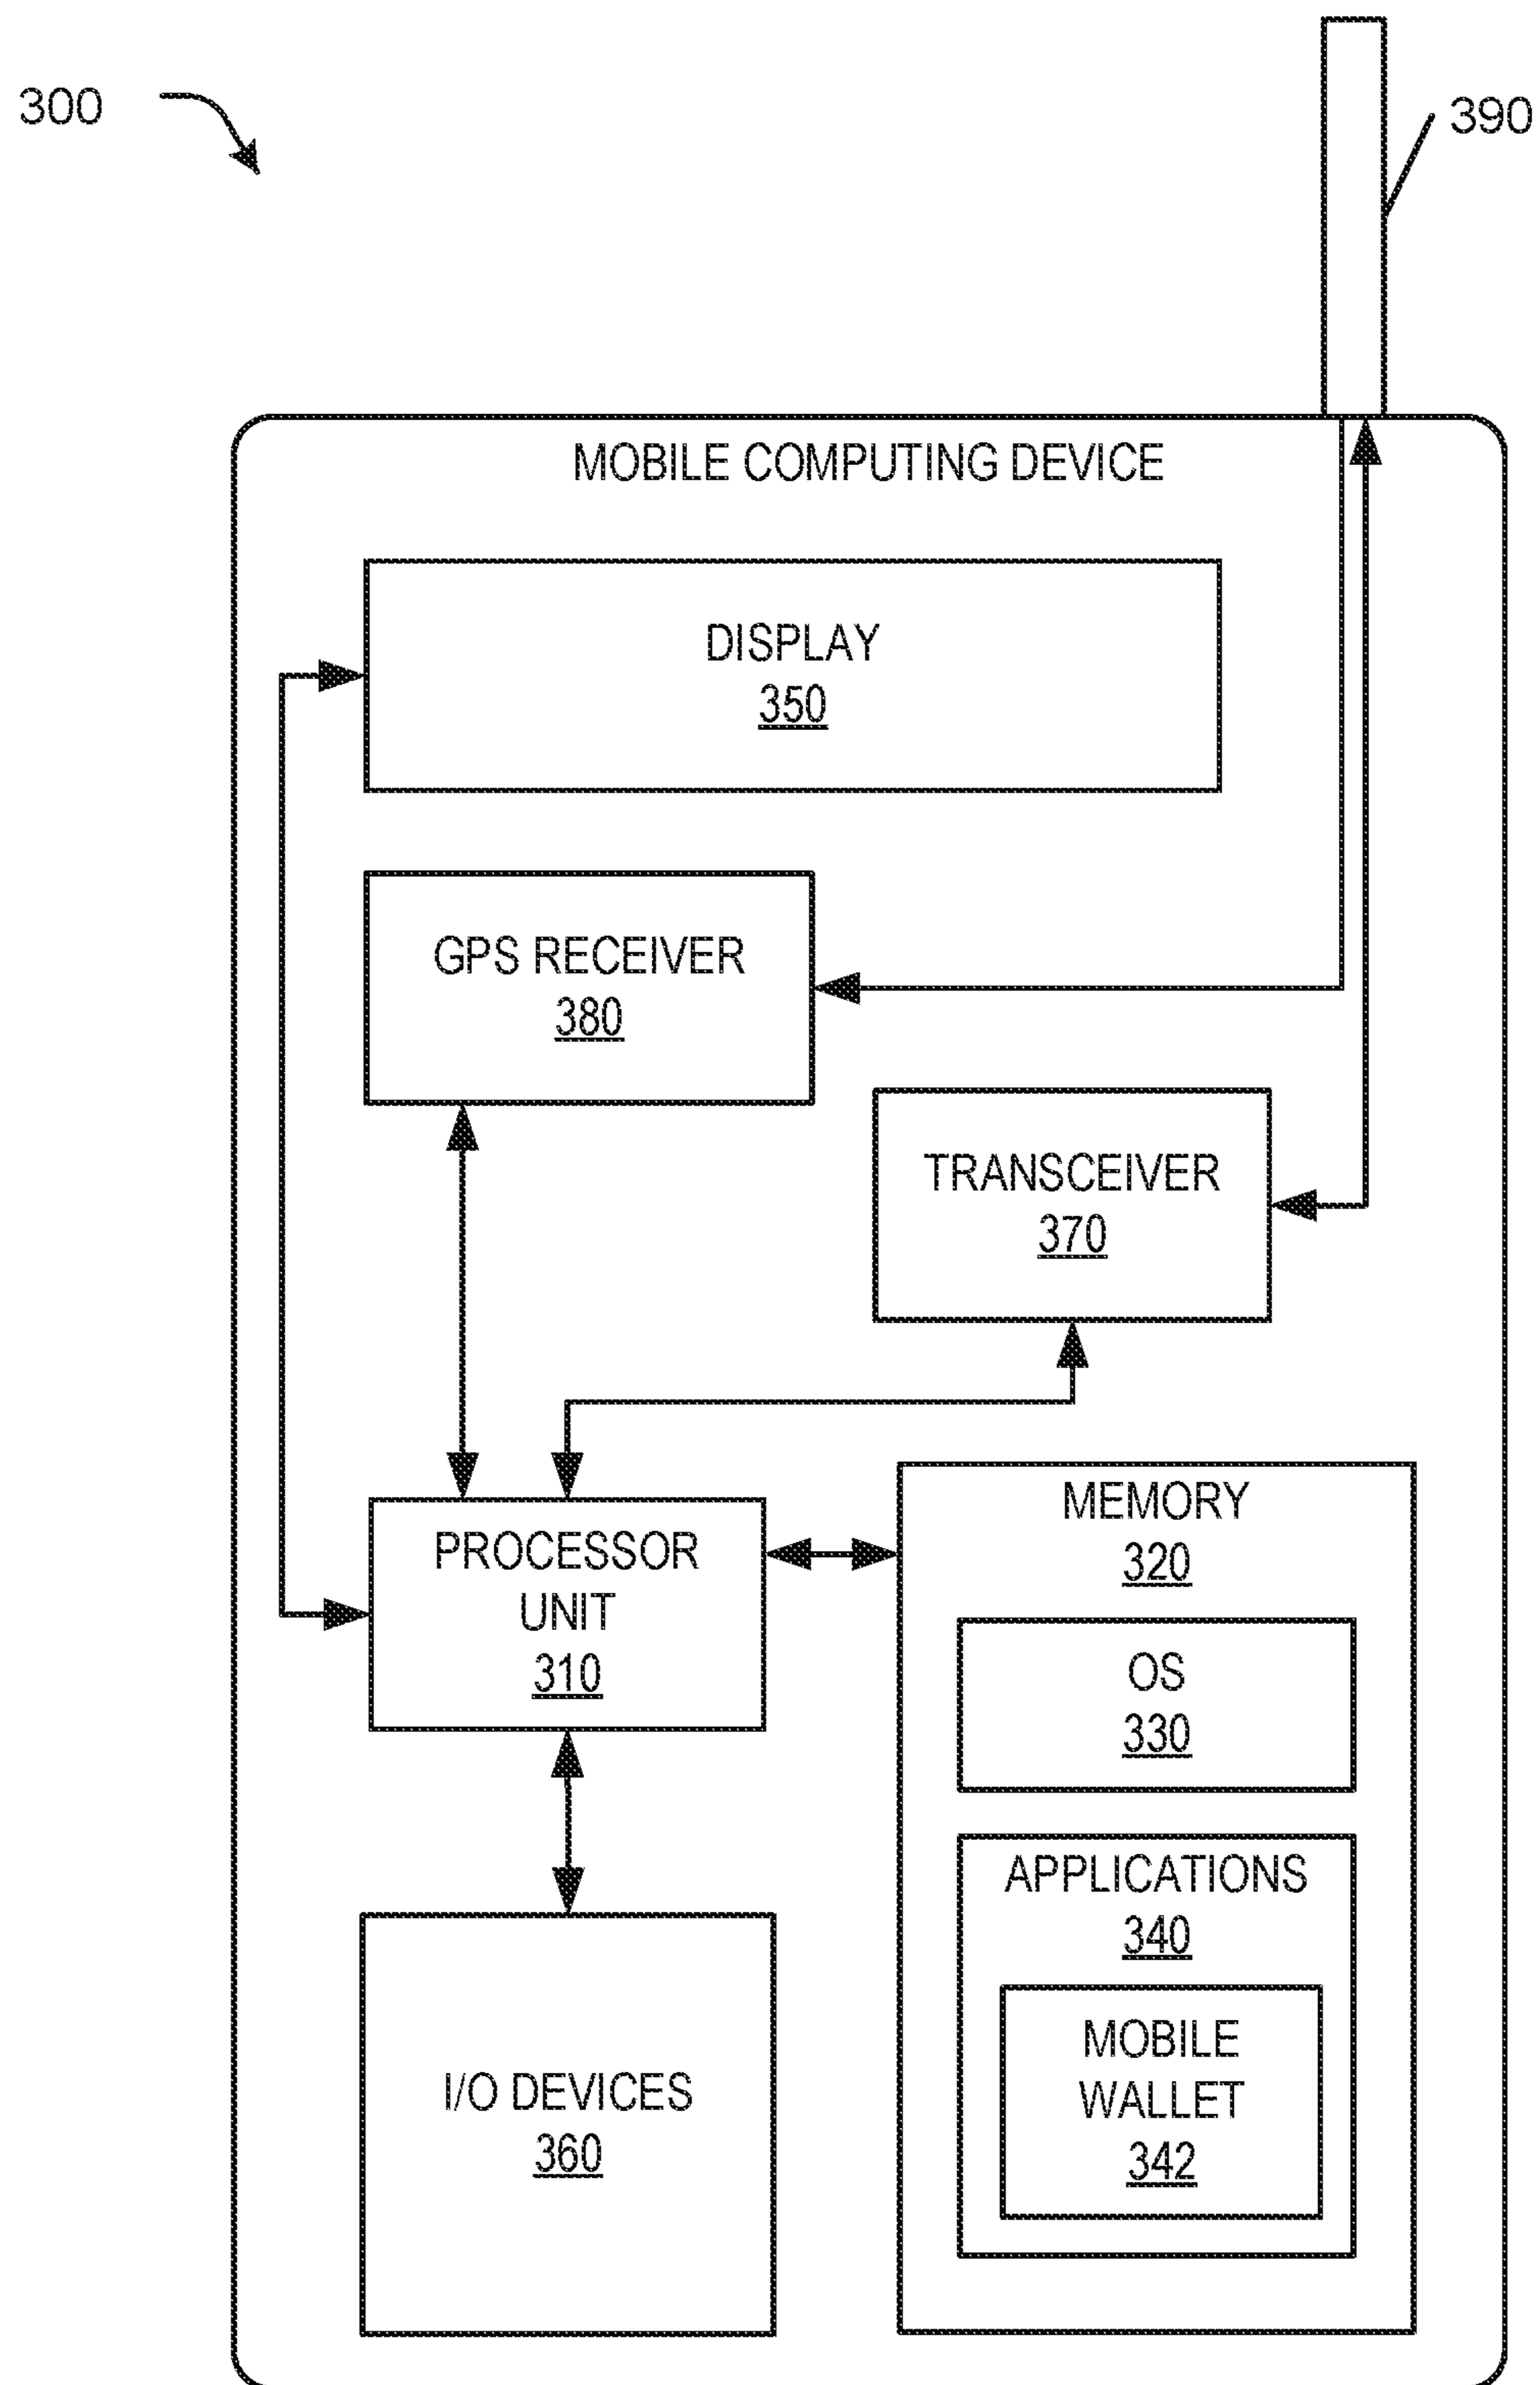 300
390
MOBILE COMPUTING DEVICE
DISPLAY
350
GPS RECEIVER
380
TRANSCEIVER
370
PROCESSOR
UNIT
310
MEMORY
320
OS
330
APPLICATIONS
340
MOBILE
WALLET
342
I/O DEVICES
360